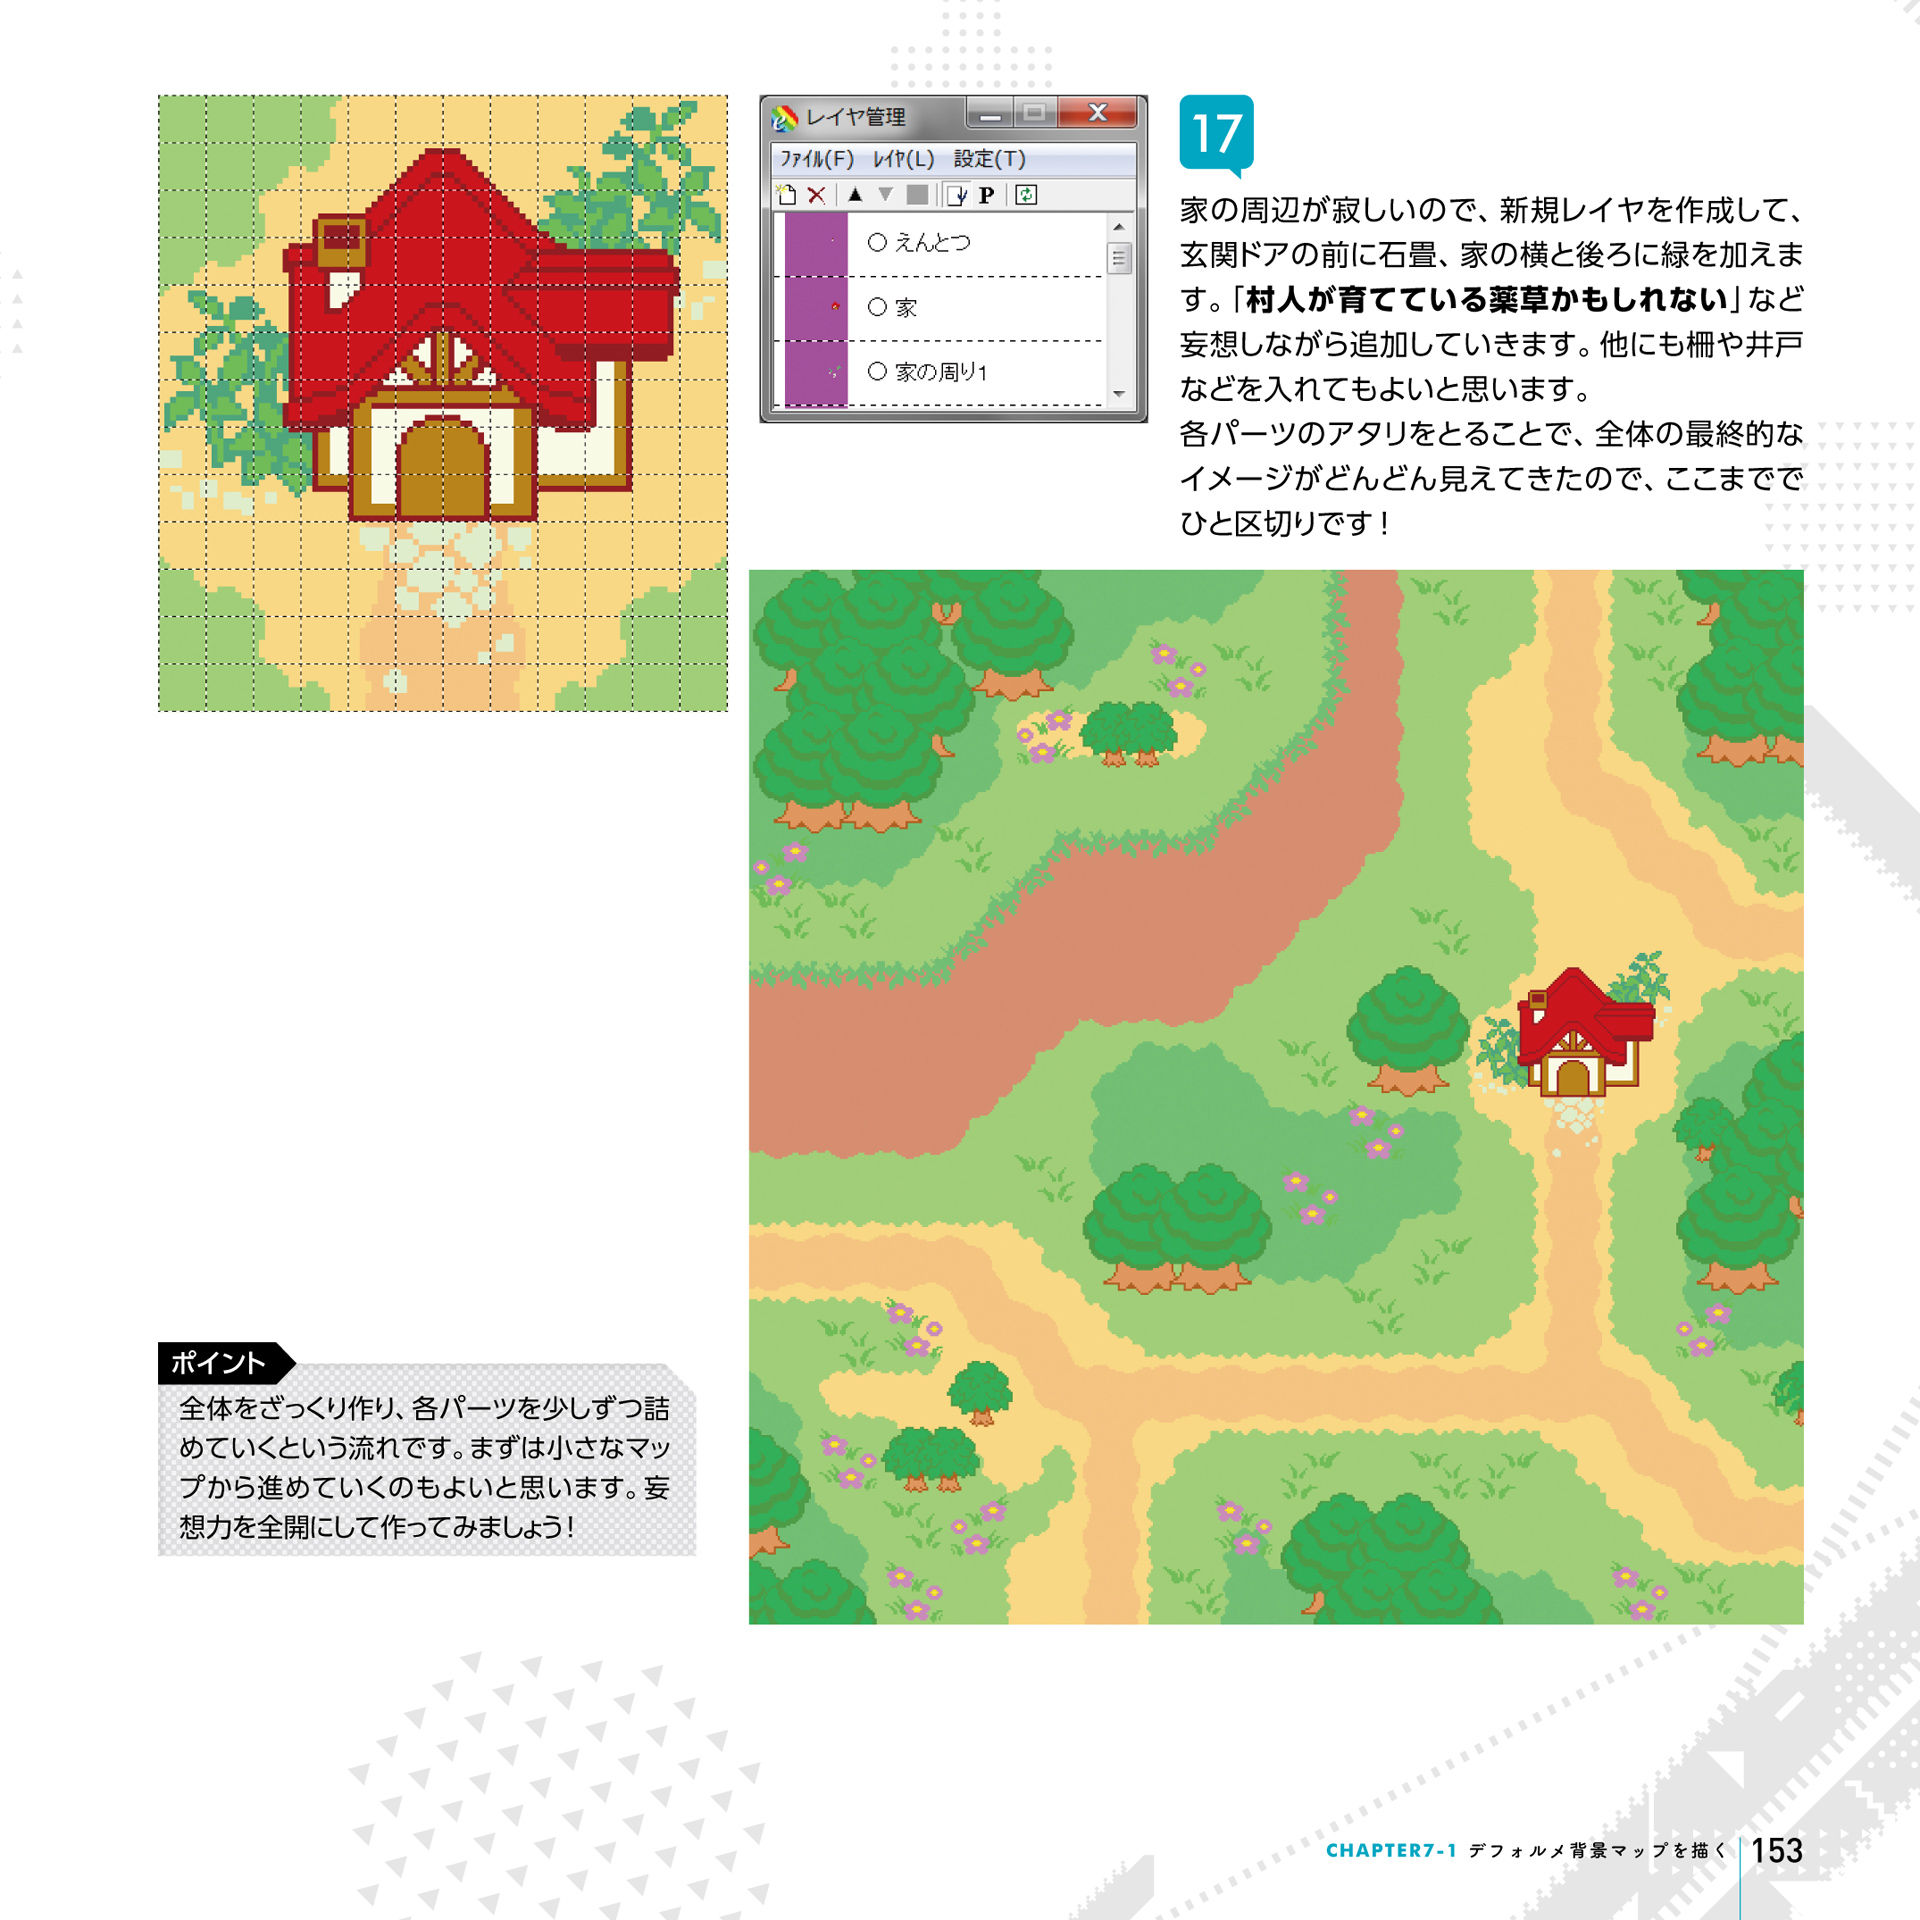 レイヤ管理
ファイル(F) レイヤ(L) 設定(T)
P
えんとつ
家
家の周り1
17
家の周辺が寂しいので、新規レイヤを作成して、
玄関ドアの前に石畳、家の横と後ろに緑を加えま
す。「村人が育てている薬草かもしれない」など
妄想しながら追加していきます。他にも柵や井戸
などを入れてもよいと思います。
各パーツのアタリをとることで、全体の最終的な
イメージがどんどん見えてきたので、ここまでで
ひと区切りです！
ポイント
全体をざっくり作り、各パーツを少しずつ詰
めていくという流れです。まずは小さなマッ
プから進めていくのもよいと思います。妄
想力を全開にして作ってみましょう！
CHAPTER7-1 デフォルメ背景マップを描く 153